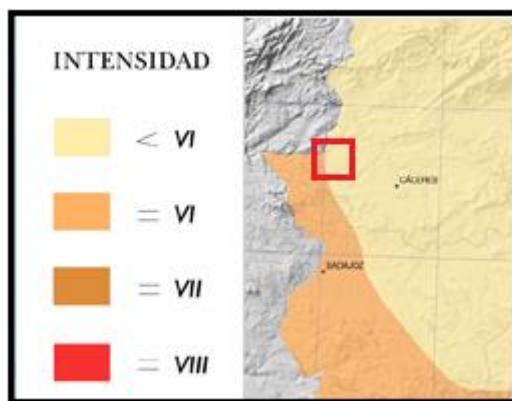 INTENSIDAD
< VI
= VI
= VII
= VIII
CÁCERES
BADAJOZ